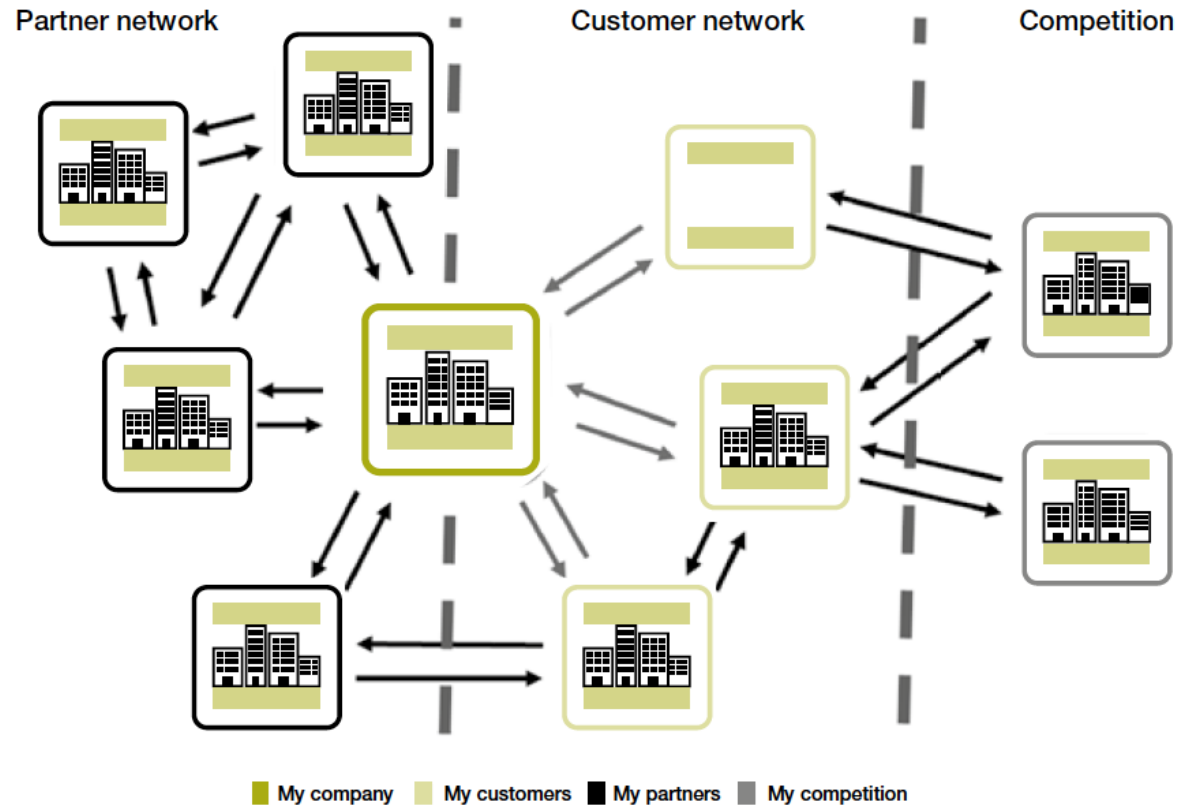 Partner network
Customer network
Competition
My company
My customers
My partners
My competition